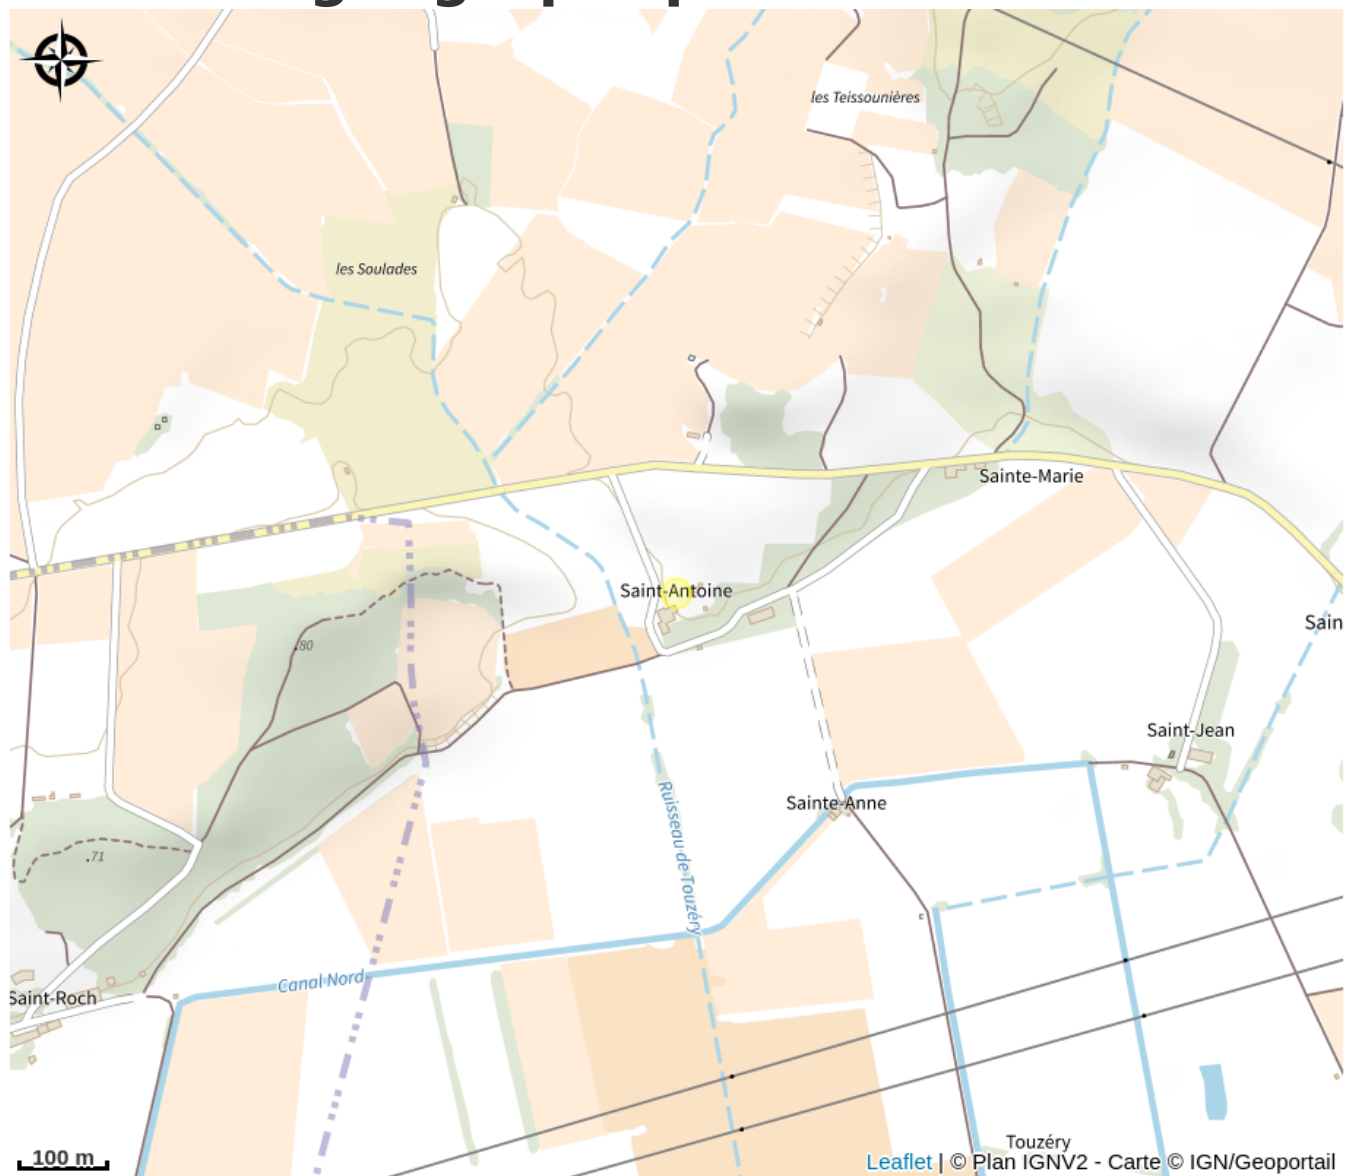 les Teissounières
les Soulades
Sainte-Marie
Saint-Antoine
Sain
.80
Saint-Jean
Sainte-Anne
Ruisseau de Touzéry
.71
Canal Nord
Saint-Roch
Touzéry
100 m
Leaflet | © Plan IGNV2 - Carte © IGN/Geoportail